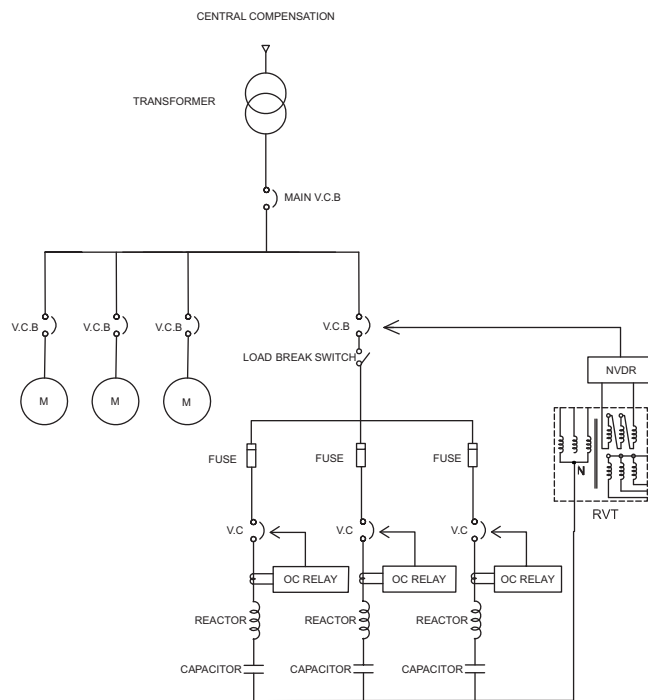 CENTRAL COMPENSATION
TRANSFORMER
MAIN V.C.B
V.C.B
V.C.B
V.C.B
V.C.B
LOAD BREAK SWITCH
NVDR
M
M
M
FUSE
FUSE
FUSE
N
RVT
V.C
V.C
V.C
OC RELAY
OC RELAY
OC RELAY
REACTOR
REACTOR
REACTOR
CAPACITOR
CAPACITOR
CAPACITOR